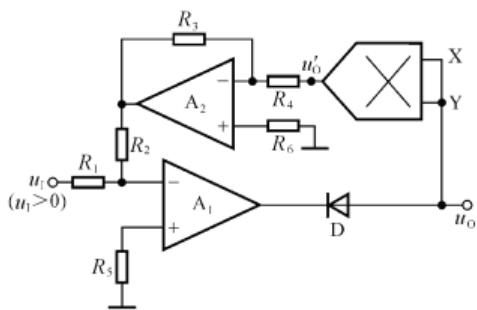 R₃
X
u′O
−
A₂
R₄
Y
+
R₆
R₂
R₁
uI
(uI>0)
−
A₁
+
D
uO
R₅